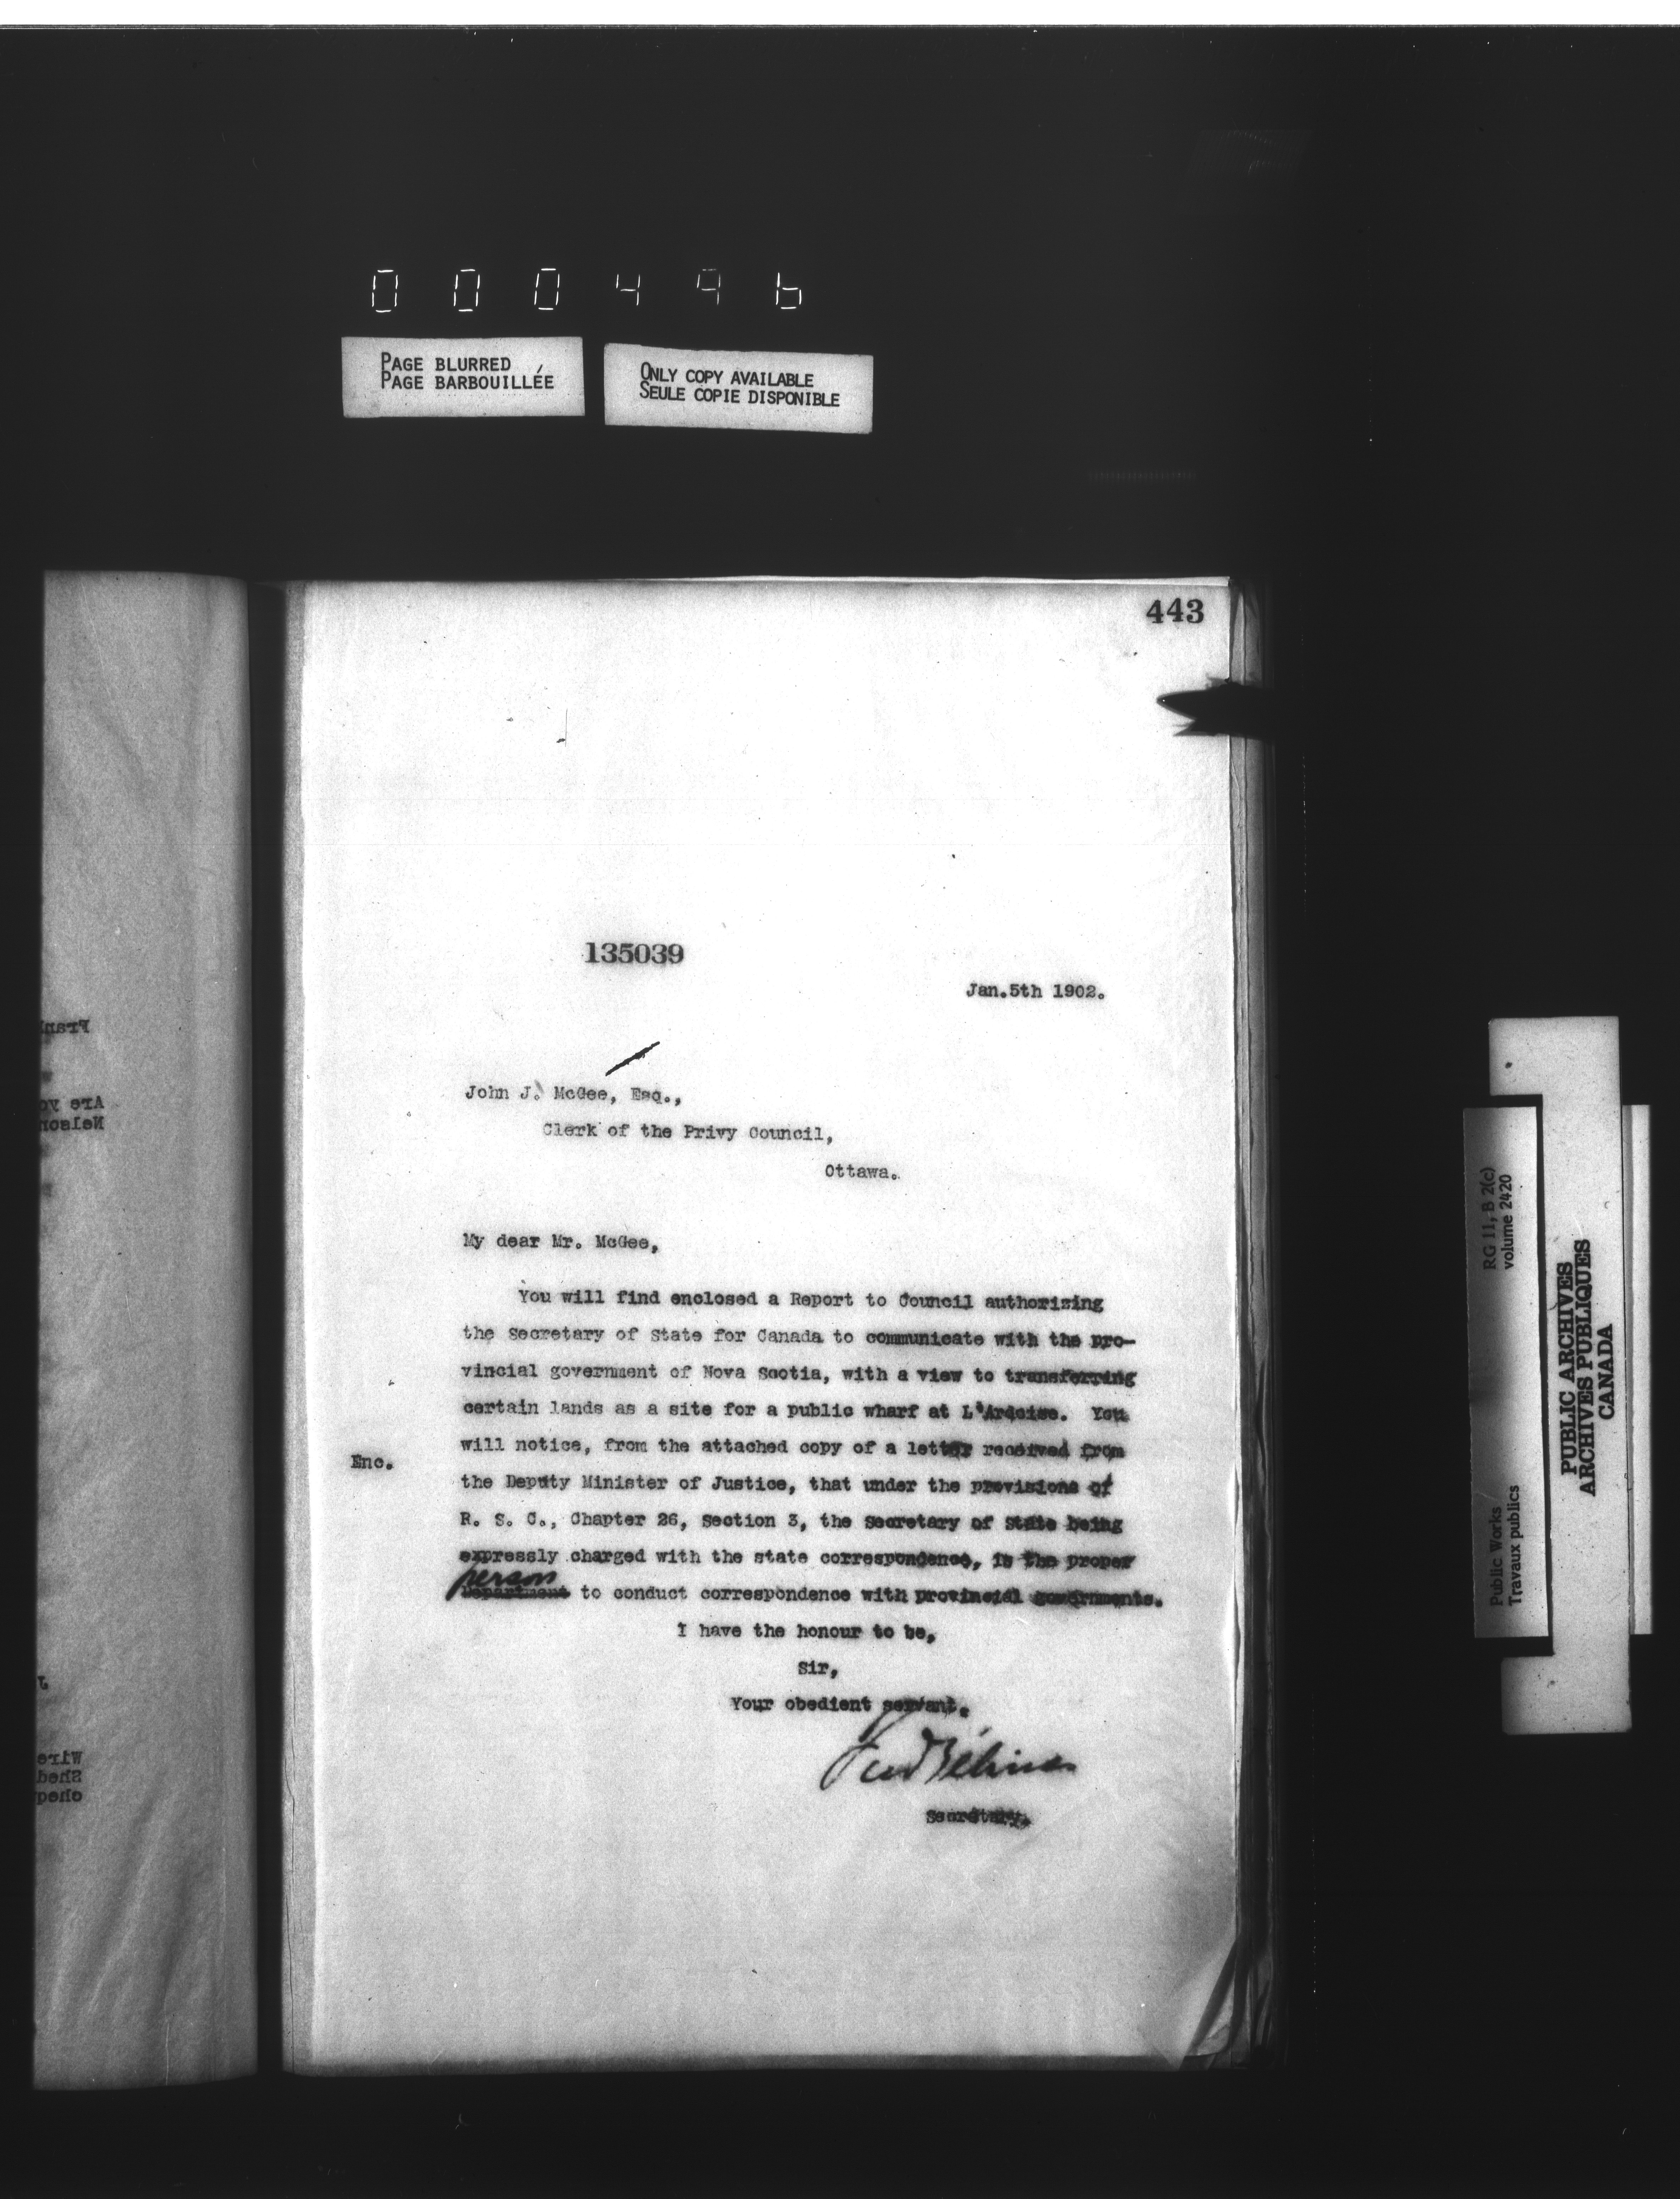 000496
PAGE BLURRED
PAGE BARBOUILLÉE
ONLY COPY AVAILABLE
SEULE COPIE DISPONIBLE
443
135039
Jan.5th 1902.
John J. McGee, Esq.,
Clerk of the Privy Council,
Ottawa.
My dear Mr. McGee,
You will find enclosed a Report to Council authorizing
the Secretary of State for Canada to communicate with the pro-
vincial government of Nova Scotia, with a view to transferring
certain lands as a site for a public wharf at L'Ardoise. You
will notice, from the attached copy of a letter received from
Enc.
the Deputy Minister of Justice, that under the provisions of
R. S. C., Chapter 26, Section 3, the Secretary of State being
expressly charged with the state correspondence, is the proper
person
Department to conduct correspondence with provincial governments.
I have the honour to be,
Sir,
Your obedient servant.
Fred Gélinas
Secretary.
RG 11, B 2(c)
volume 2420
Public Works
Travaux publics
PUBLIC ARCHIVES
ARCHIVES PUBLIQUES
CANADA